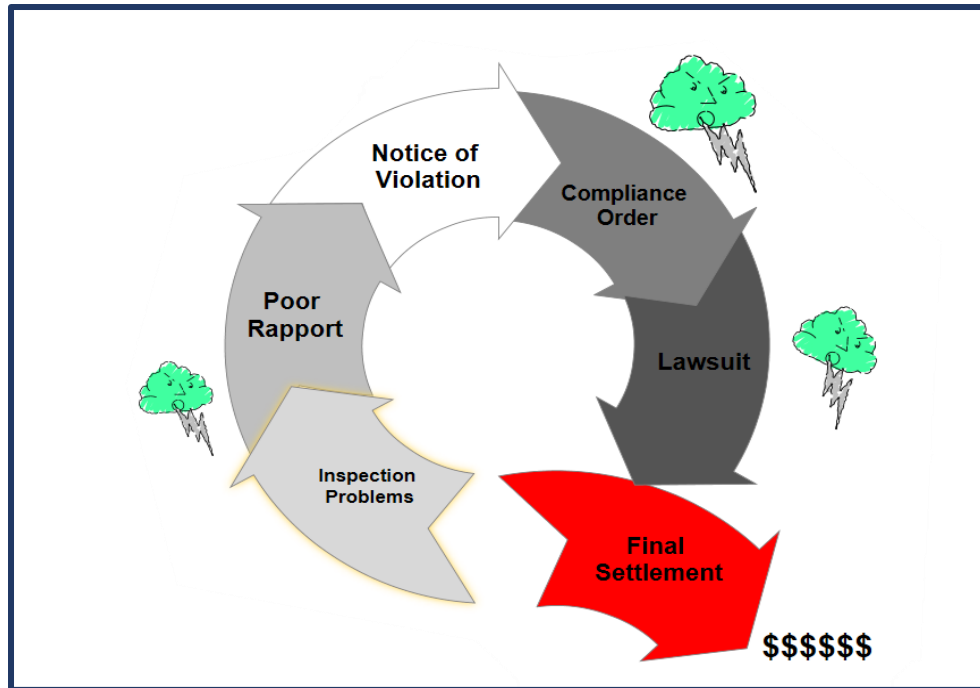 Notice of
Violation
Compliance
Order
Poor
Rapport
Lawsuit
Inspection
Problems
Final
Settlement
$$$$$$